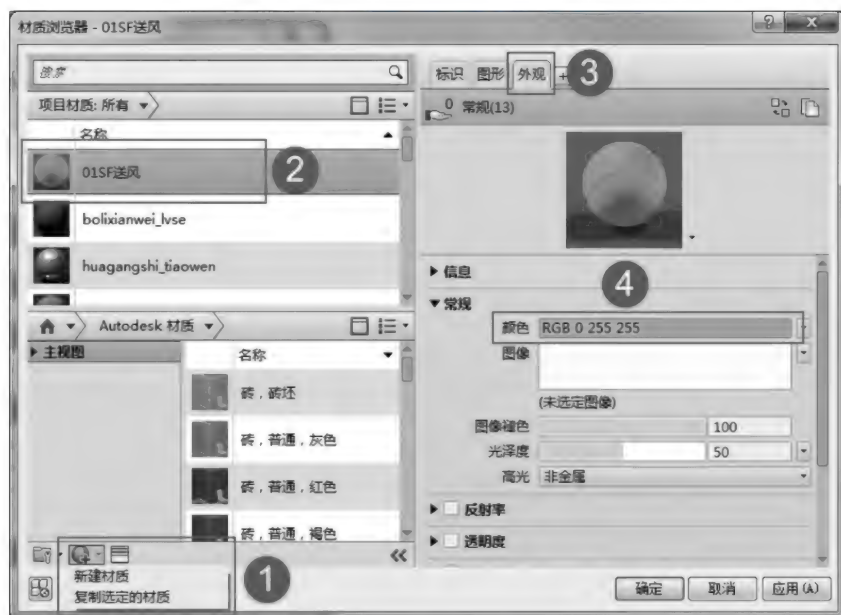 材质浏览器 - 01SF送风
搜索
项目材质: 所有
名称
01SF送风
2
bolixianwei_lvse
huagangshi_tiaowen
Autodesk 材质
主视图
名称
砖，砖坯
砖，普通，灰色
砖，普通，红色
砖，普通，褐色
新建材质
复制选定的材质
1
标识 图形 外观 +
3
0 常规(13)
信息
4
常规
颜色 RGB 0 255 255
图像
(未选定图像)
图像褪色 100
光泽度 50
高光 非金属
反射率
透明度
确定 取消 应用 (A)